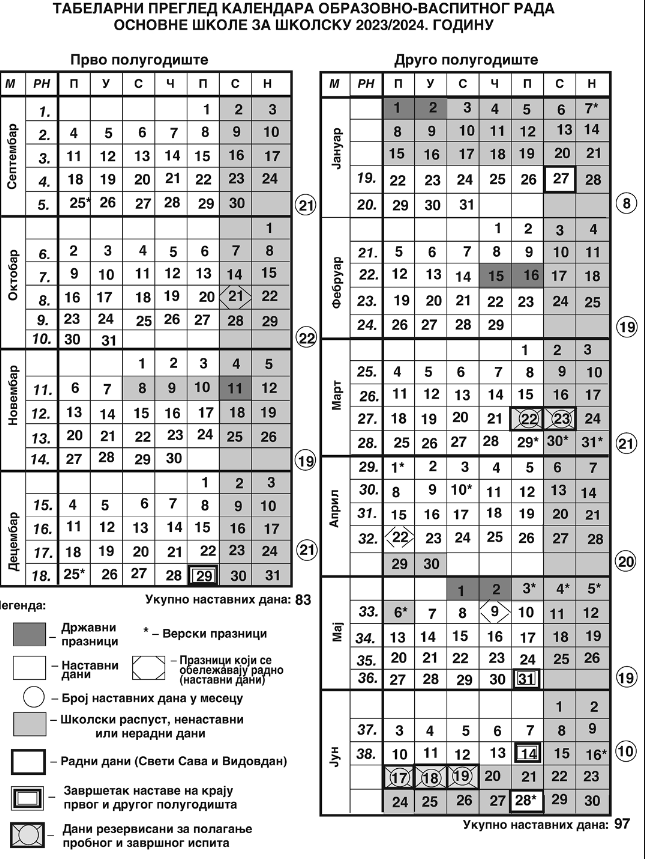 ТАБЕЛАРНИ ПРЕГЛЕД КАЛЕНДАРА ОБРАЗОВНО-ВАСПИТНОГ РАДА
ОСНОВНЕ ШКОЛЕ ЗА ШКОЛСКУ 2023/2024. ГОДИНУ
Прво полугодиште
М РН П У С Ч П С Н
Септембар
1. 1 2 3
2. 4 5 6 7 8 9 10
3. 11 12 13 14 15 16 17
4. 18 19 20 21 22 23 24
5. 25* 26 27 28 29 30 21
Октобар
1
6. 2 3 4 5 6 7 8
7. 9 10 11 12 13 14 15
8. 16 17 18 19 20 21 22
9. 23 24 25 26 27 28 29
10. 30 31 22
Новембар
1 2 3 4 5
11. 6 7 8 9 10 11 12
12. 13 14 15 16 17 18 19
13. 20 21 22 23 24 25 26
14. 27 28 29 30 19
Децембар
1 2 3
15. 4 5 6 7 8 9 10
16. 11 12 13 14 15 16 17
17. 18 19 20 21 22 23 24 21
18. 25* 26 27 28 29 30 31
Укупно наставних дана: 83
Легенда:
– Државни празници
* – Верски празници
– Наставни дани
– Празници који се обележавају радно (наставни дани)
– Број наставних дана у месецу
– Школски распуст, ненаставни или нерадни дани
– Радни дани (Свети Сава и Видовдан)
– Завршетак наставе на крају првог и другог полугодишта
– Дани резервисани за полагање пробног и завршног испита
Друго полугодиште
М РН П У С Ч П С Н
Јануар
1 2 3 4 5 6 7*
8 9 10 11 12 13 14
15 16 17 18 19 20 21
19. 22 23 24 25 26 27 28
20. 29 30 31 8
Фебруар
1 2 3 4
21. 5 6 7 8 9 10 11
22. 12 13 14 15 16 17 18
23. 19 20 21 22 23 24 25
24. 26 27 28 29 19
Март
1 2 3
25. 4 5 6 7 8 9 10
26. 11 12 13 14 15 16 17
27. 18 19 20 21 22 23 24
28. 25 26 27 28 29* 30* 31* 21
Април
29. 1* 2 3 4 5 6 7
30. 8 9 10* 11 12 13 14
31. 15 16 17 18 19 20 21
32. 22 23 24 25 26 27 28
29 30 20
Мај
1 2 3* 4* 5*
33. 6* 7 8 9 10 11 12
34. 13 14 15 16 17 18 19
35. 20 21 22 23 24 25 26
36. 27 28 29 30 31 19
Јун
1 2
37. 3 4 5 6 7 8 9
38. 10 11 12 13 14 15 16* 10
17 18 19 20 21 22 23
24 25 26 27 28* 29 30
Укупно наставних дана: 97